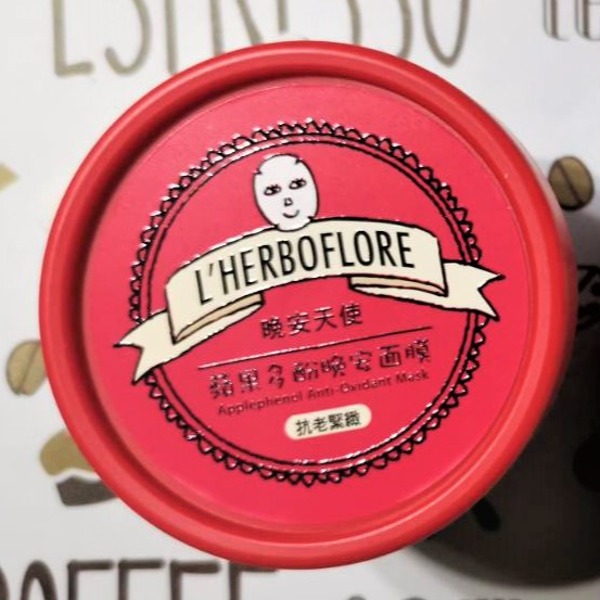 ESPRESSO
L'HERBOFLORE
晚安天使
蘋果多酚晚安面膜
Applephenol Anti-Oxidant Mask
抗老緊緻
COFFEE